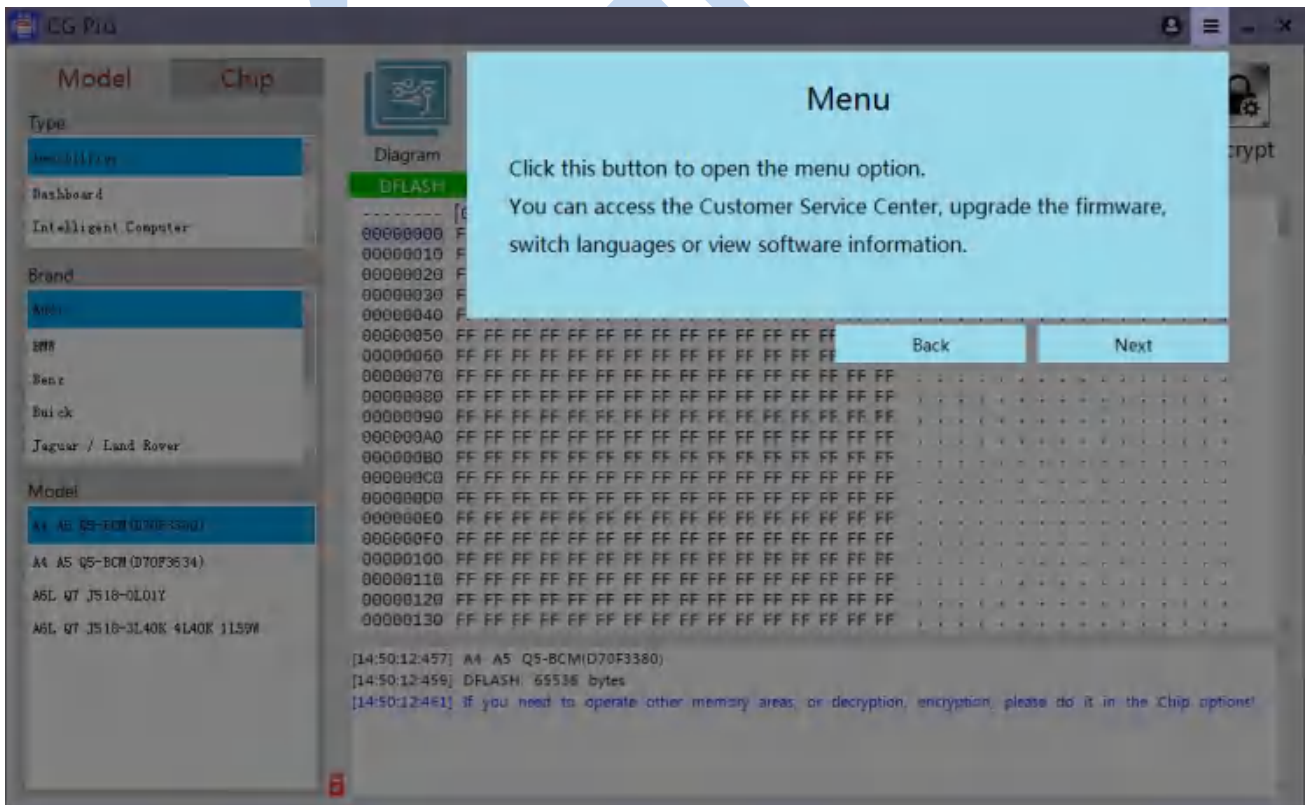 CG Pro
Model
Chip
Type
Immobilizer
Dashboard
Intelligent Computer
Brand
BMW
Benz
Buick
Jaguar / Land Rover
Model
A4 A5 Q5-BCM(D70F3380)
A4 A5 Q5-BCM(D70F3634)
A6L Q7 J518-0L01Y
A6L Q7 J518-3L40K 4L40K 1L59W
Diagram
crypt
DFLASH
Menu
Click this button to open the menu option.
You can access the Customer Service Center, upgrade the firmware,
switch languages or view software information.
Back
Next
-------- [0
00000000 F
00000010 F
00000020 F
00000030 F
00000040 F
00000050 FF FF FF FF FF FF FF FF FF FF FF FF FF FF
00000060 FF FF FF FF FF FF FF FF FF FF FF FF FF FF
00000070 FF FF FF FF FF FF FF FF FF FF FF FF FF FF FF FF . . . . . . . . . . . . . . . .
00000080 FF FF FF FF FF FF FF FF FF FF FF FF FF FF FF FF . . . . . . . . . . . . . . . .
00000090 FF FF FF FF FF FF FF FF FF FF FF FF FF FF FF FF . . . . . . . . . . . . . . . .
000000A0 FF FF FF FF FF FF FF FF FF FF FF FF FF FF FF FF . . . . . . . . . . . . . . . .
000000B0 FF FF FF FF FF FF FF FF FF FF FF FF FF FF FF FF . . . . . . . . . . . . . . . .
000000C0 FF FF FF FF FF FF FF FF FF FF FF FF FF FF FF FF . . . . . . . . . . . . . . . .
000000D0 FF FF FF FF FF FF FF FF FF FF FF FF FF FF FF FF . . . . . . . . . . . . . . . .
000000E0 FF FF FF FF FF FF FF FF FF FF FF FF FF FF FF FF . . . . . . . . . . . . . . . .
000000F0 FF FF FF FF FF FF FF FF FF FF FF FF FF FF FF FF . . . . . . . . . . . . . . . .
00000100 FF FF FF FF FF FF FF FF FF FF FF FF FF FF FF FF . . . . . . . . . . . . . . . .
00000110 FF FF FF FF FF FF FF FF FF FF FF FF FF FF FF FF . . . . . . . . . . . . . . . .
00000120 FF FF FF FF FF FF FF FF FF FF FF FF FF FF FF FF . . . . . . . . . . . . . . . .
00000130 FF FF FF FF FF FF FF FF FF FF FF FF FF FF FF FF . . . . . . . . . . . . . . . .
[14:50:12:457] A4 A5 Q5-BCM(D70F3380)
[14:50:12:459] DFLASH: 65536 bytes
[14:50:12:461] If you need to operate other memory areas, or decryption, encryption, please do it in the Chip options!